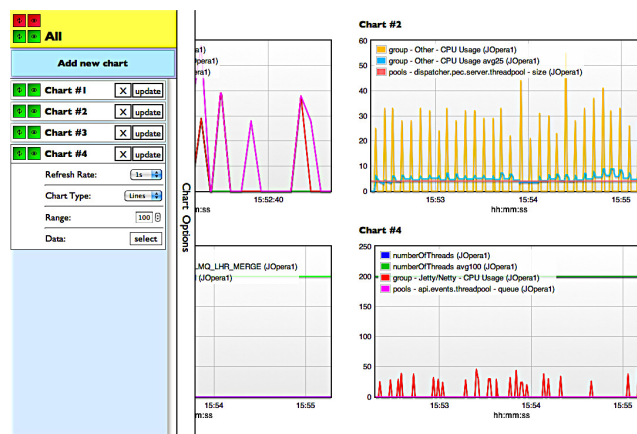 All
Add new chart
Chart #1
X
update
Chart #2
X
update
Chart #3
X
update
Chart #4
X
update
Refresh Rate:
1s
Chart Type:
Lines
Range:
100
Data:
select
Chart Options
15:52:40
:ss
LMQ_LHR_MERGE (JOpera1)
(JOpera1)
15:54
15:55
:ss
Chart #2
60
50
40
30
20
10
0
group - Other - CPU Usage (JOpera1)
group - Other - CPU Usage avg25 (JOpera1)
pools - dispatcher.pec.server.threadpool - size (JOpera1)
15:53
15:54
15:55
hh:mm:ss
Chart #4
250
200
150
100
50
0
numberOfThreads (JOpera1)
numberOfThreads avg100 (JOpera1)
group - Jetty/Netty - CPU Usage (JOpera1)
pools - api.events.threadpool - queue (JOpera1)
15:53
15:54
15:55
hh:mm:ss